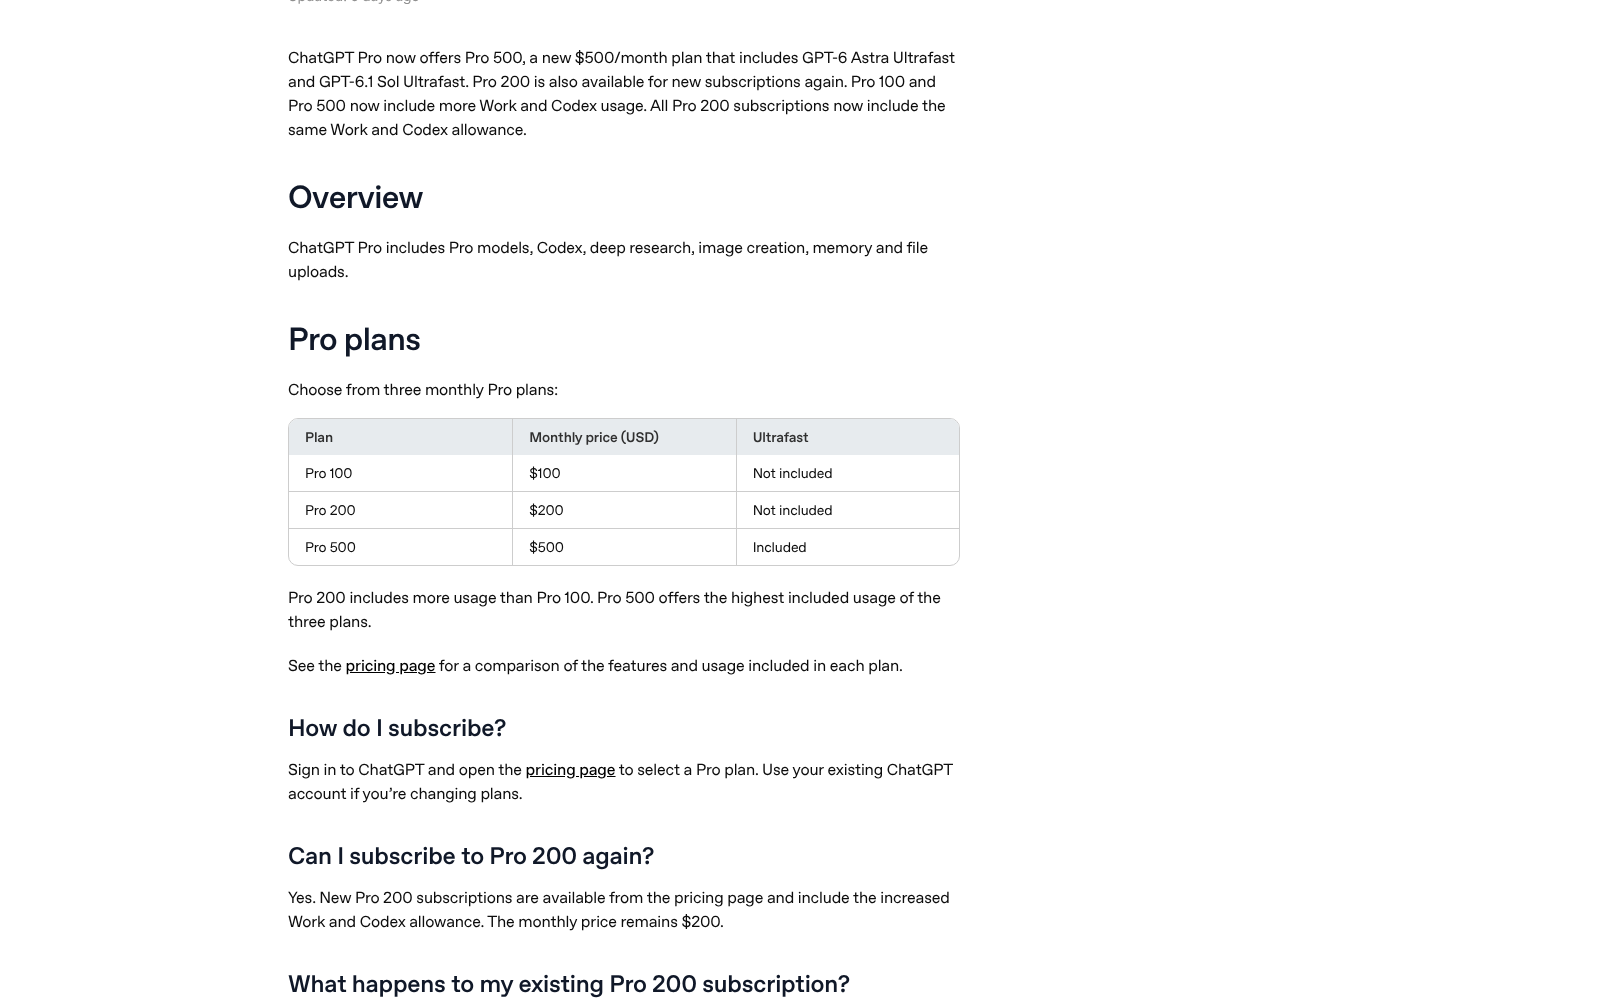 ChatGPT Pro now offers Pro 500, a new $500/month plan that includes GPT-6 Astra Ultrafast
and GPT-6.1 Sol Ultrafast. Pro 200 is also available for new subscriptions again. Pro 100 and
Pro 500 now include more Work and Codex usage. All Pro 200 subscriptions now include the
same Work and Codex allowance.
Overview
ChatGPT Pro includes Pro models, Codex, deep research, image creation, memory and file
uploads.
Pro plans
Choose from three monthly Pro plans:
Plan Monthly price (USD) Ultrafast
Pro 100 $100 Not included
Pro 200 $200 Not included
Pro 500 $500 Included
Pro 200 includes more usage than Pro 100. Pro 500 offers the highest included usage of the
three plans.
See the pricing page for a comparison of the features and usage included in each plan.
How do I subscribe?
Sign in to ChatGPT and open the pricing page to select a Pro plan. Use your existing ChatGPT
account if you’re changing plans.
Can I subscribe to Pro 200 again?
Yes. New Pro 200 subscriptions are available from the pricing page and include the increased
Work and Codex allowance. The monthly price remains $200.
What happens to my existing Pro 200 subscription?